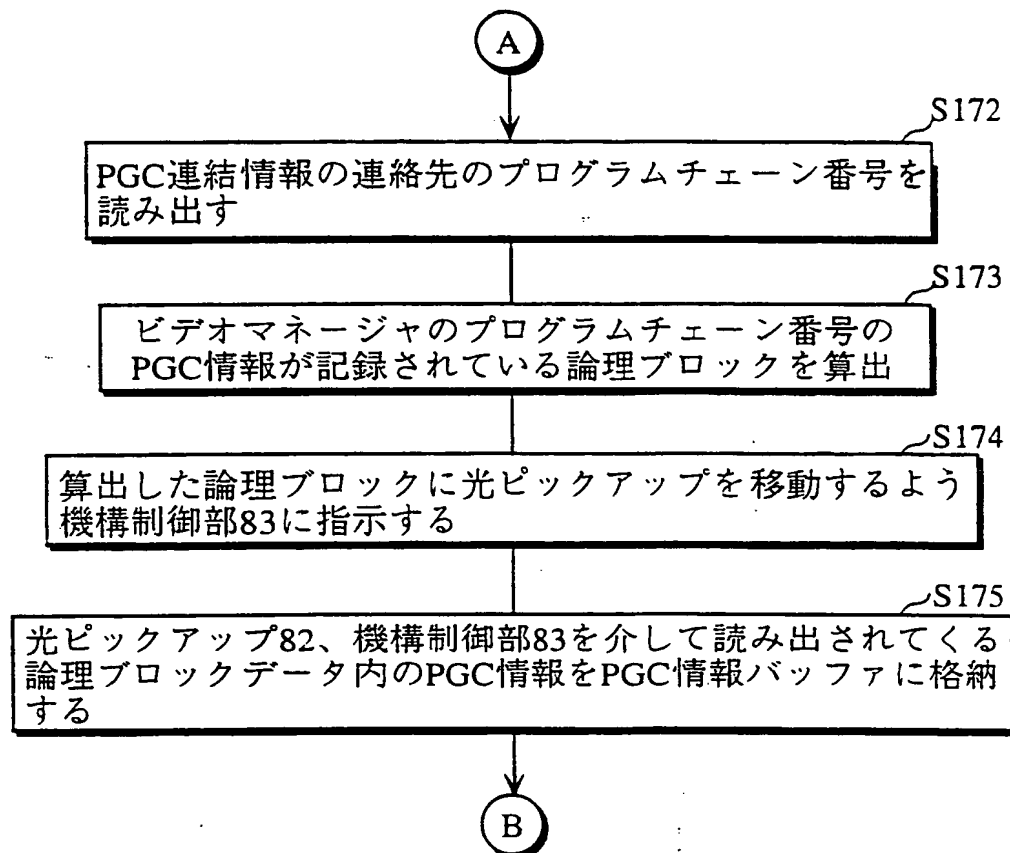 A
S172
PGC連結情報の連絡先のプログラムチェーン番号を
読み出す
S173
ビデオマネージャのプログラムチェーン番号の
PGC情報が記録されている論理ブロックを算出
S174
算出した論理ブロックに光ピックアップを移動するよう
機構制御部83に指示する
S175
光ピックアップ82、機構制御部83を介して読み出されてくる
論理ブロックデータ内のPGC情報をPGC情報バッファに格納
する
B